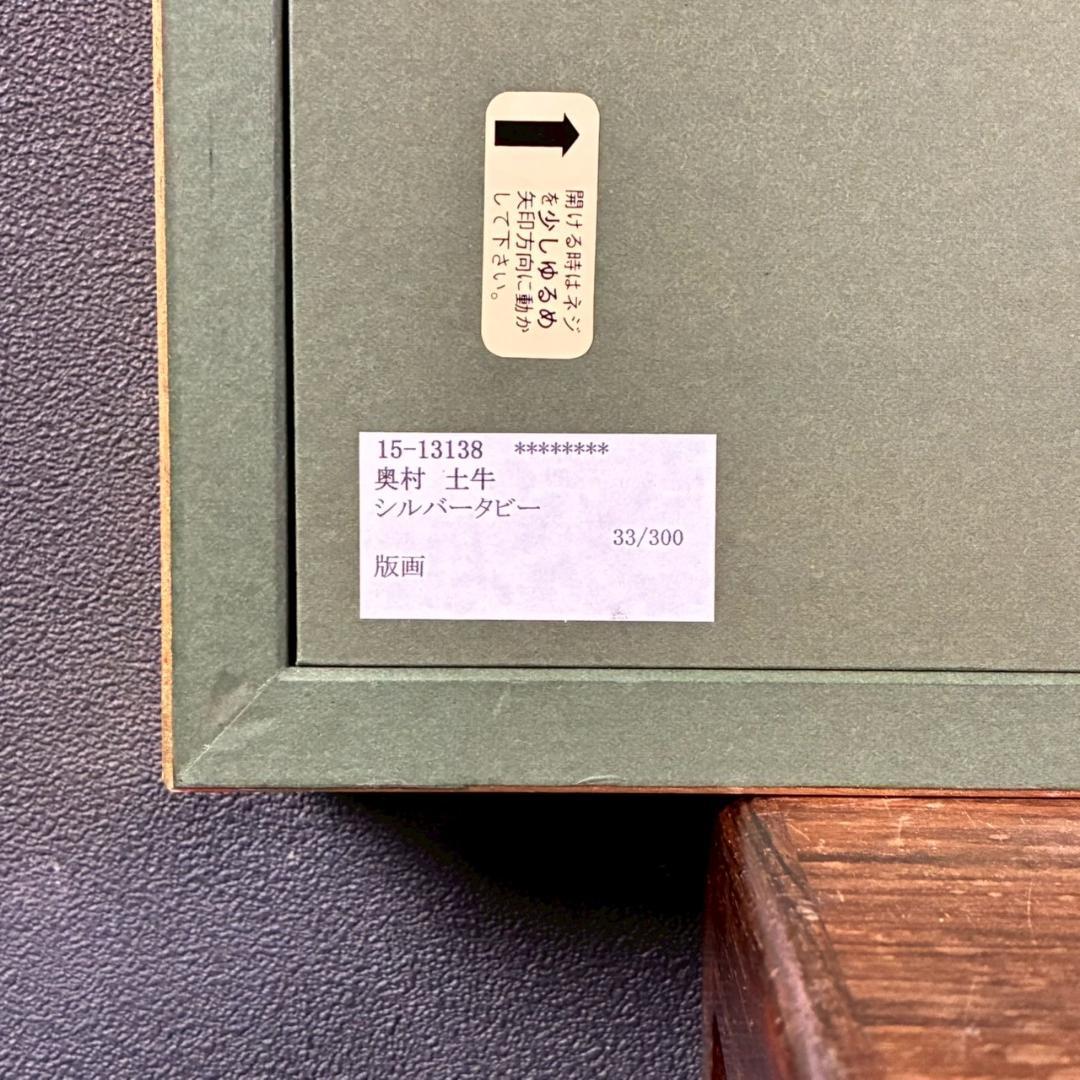 開ける時はネジ
を少しゆるめ
矢印方向に動か
して下さい。
15-13138 ********
奥村 土牛
シルバータビー
33/300
版画